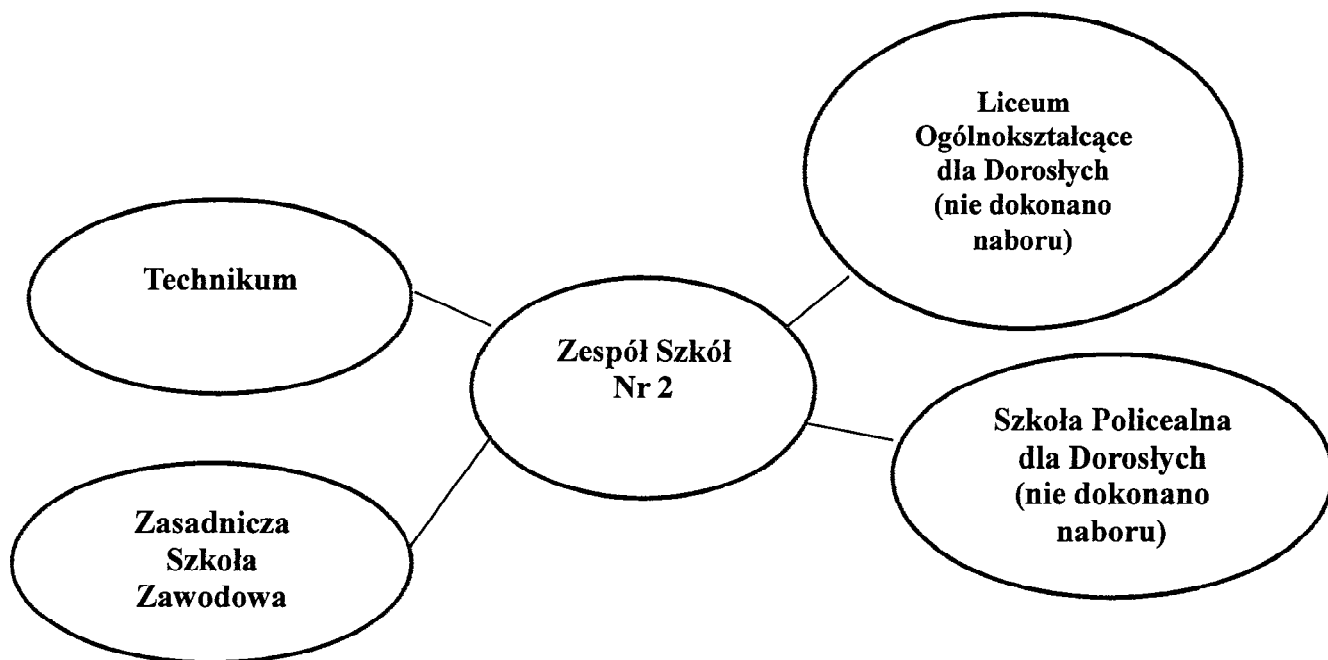 Liceum
Ogólnokształcące
dla Dorosłych
(nie dokonano
naboru)
Technikum
Zespół Szkół
Nr 2
Szkoła Policealna
dla Dorosłych
(nie dokonano
naboru)
Zasadnicza
Szkoła
Zawodowa